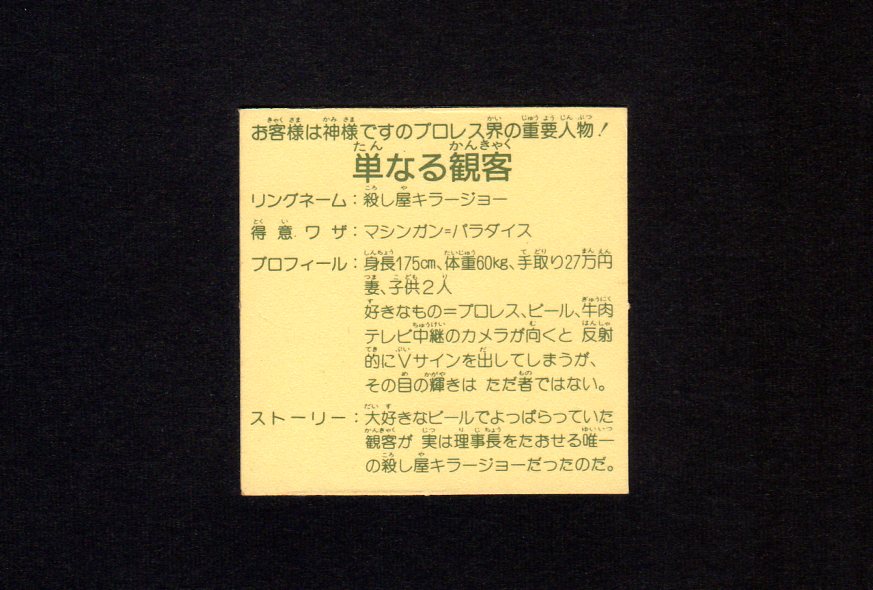 お客様は神様ですのプロレス界の重要人物！
単なる観客
リングネーム：殺し屋キラージョー
得意ワザ：マシンガン=パラダイス
プロフィール：身長175cm、体重60kg、手取り27万円
妻、子供２人
好きなもの＝プロレス、ビール、牛肉
テレビ中継のカメラが向くと 反射
的にＶサインを出してしまうが、
その目の輝きは ただ者ではない。
ストーリー：大好きなビールでよっぱらっていた
観客が 実は理事長をたおせる唯一
の殺し屋キラージョーだったのだ。